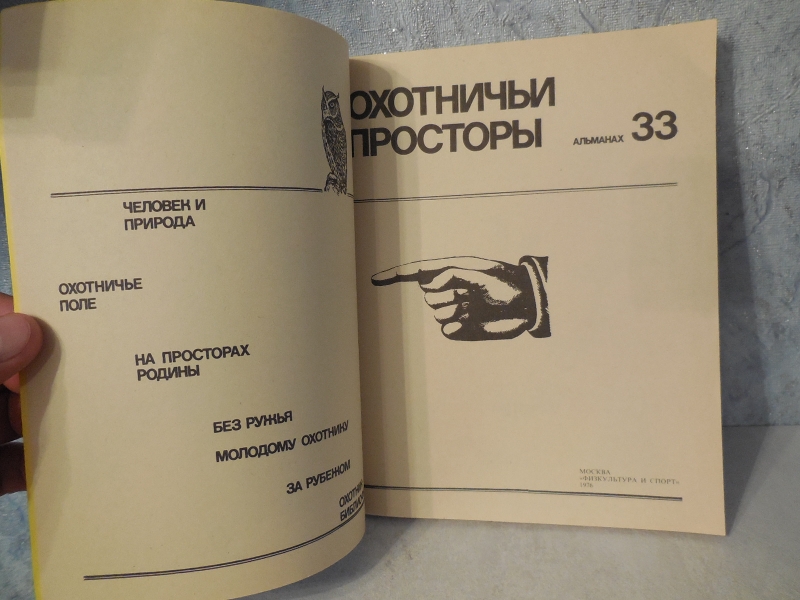 ЧЕЛОВЕК И
ПРИРОДА
ОХОТНИЧЬЕ
ПОЛЕ
НА ПРОСТОРАХ
РОДИНЫ
БЕЗ РУЖЬЯ
МОЛОДОМУ ОХОТНИКУ
ЗА РУБЕЖОМ
ОХОТНИЧЬИ
ПРОСТОРЫ
АЛЬМАНАХ 33
МОСКВА
«ФИЗКУЛЬТУРА И СПОРТ»
1976